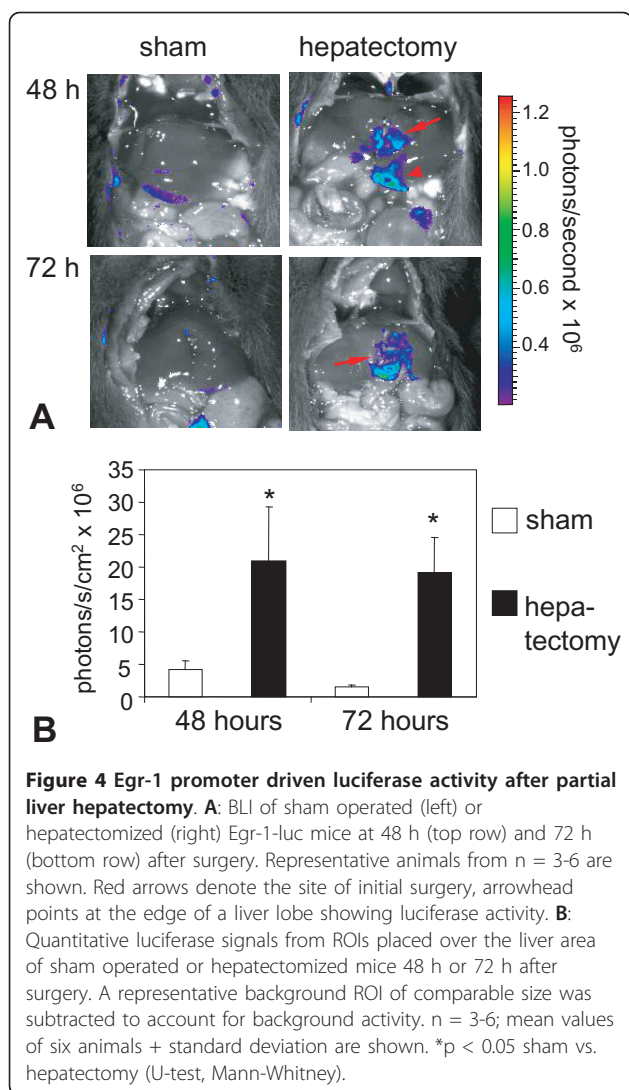 sham hepatectomy
48 h
72 h
1.2
1.0
0.8
0.6
0.4
photons/second x 10⁶
A
35
30
25
20
15
10
5
0
photons/s/cm² x 10⁶
* *
48 hours 72 hours
sham
hepa-
tectomy
B
Figure 4 Egr-1 promoter driven luciferase activity after partial
liver hepatectomy. A: BLI of sham operated (left) or
hepatectomized (right) Egr-1-luc mice at 48 h (top row) and 72 h
(bottom row) after surgery. Representative animals from n = 3-6 are
shown. Red arrows denote the site of initial surgery, arrowhead
points at the edge of a liver lobe showing luciferase activity. B:
Quantitative luciferase signals from ROIs placed over the liver area
of sham operated or hepatectomized mice 48 h or 72 h after
surgery. A representative background ROI of comparable size was
subtracted to account for background activity. n = 3-6; mean values
of six animals + standard deviation are shown. *p < 0.05 sham vs.
hepatectomy (U-test, Mann-Whitney).